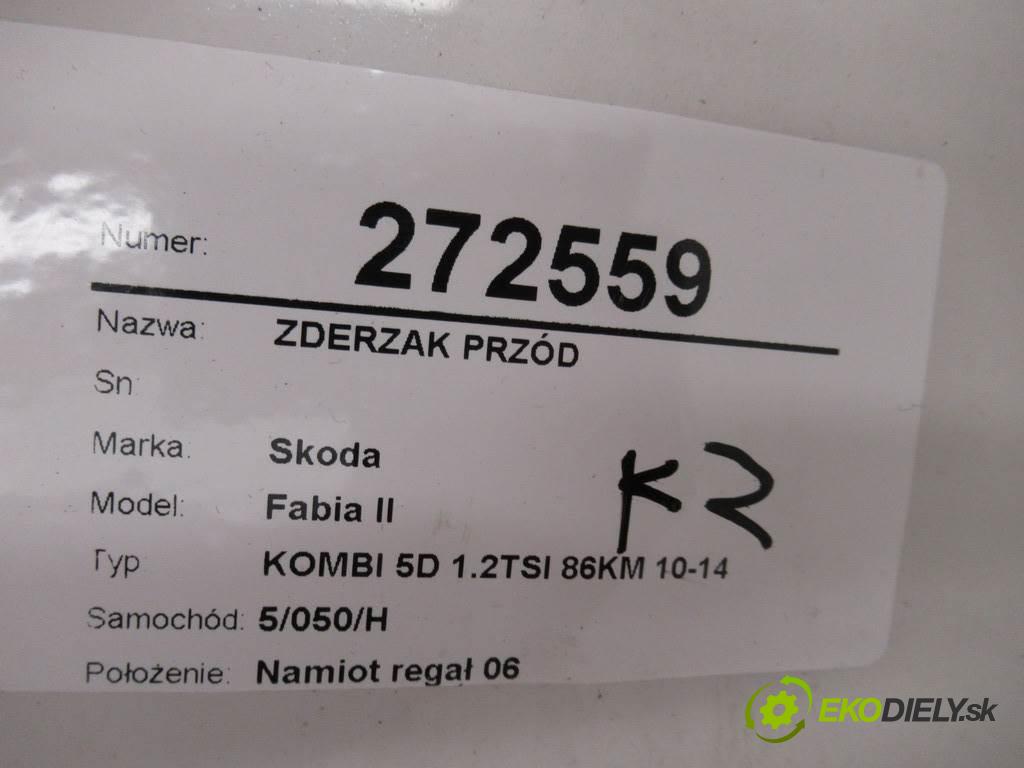 Numer: 272559
Nazwa: ZDERZAK PRZÓD
Sn
Marka: Skoda
Model: Fabia II
Typ KOMBI 5D 1.2TSI 86KM 10-14
Samochód: 5/050/H
Położenie: Namiot regał 06
K2
EKODIELY.sk